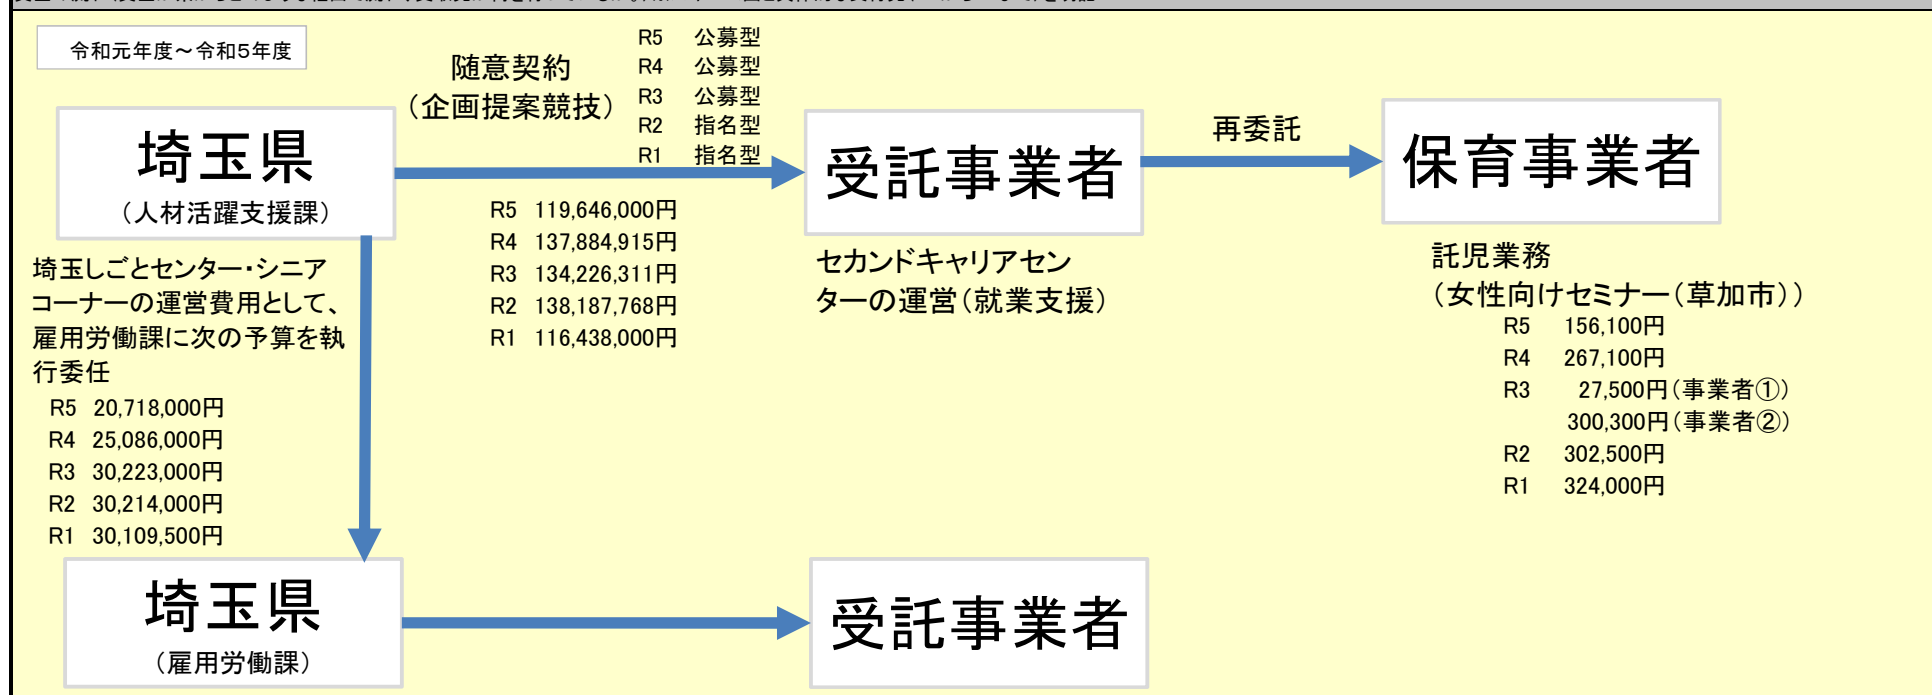 令和元年度～令和５年度
随意契約
（企画提案競技）
R5 公募型
R4 公募型
R3 公募型
R2 指名型
R1 指名型
埼玉県
（人材活躍支援課）
受託事業者
再委託
保育事業者
R5 119,646,000円
R4 137,884,915円
R3 134,226,311円
R2 138,187,768円
R1 116,438,000円
セカンドキャリアセン
ターの運営（就業支援）
託児業務
（女性向けセミナー（草加市））
R5 156,100円
R4 267,100円
R3 27,500円（事業者①）
300,300円（事業者②）
R2 302,500円
R1 324,000円
埼玉しごとセンター・シニア
コーナーの運営費用として、
雇用労働課に次の予算を執
行委任
R5 20,718,000円
R4 25,086,000円
R3 30,223,000円
R2 30,214,000円
R1 30,109,500円
埼玉県
（雇用労働課）
受託事業者